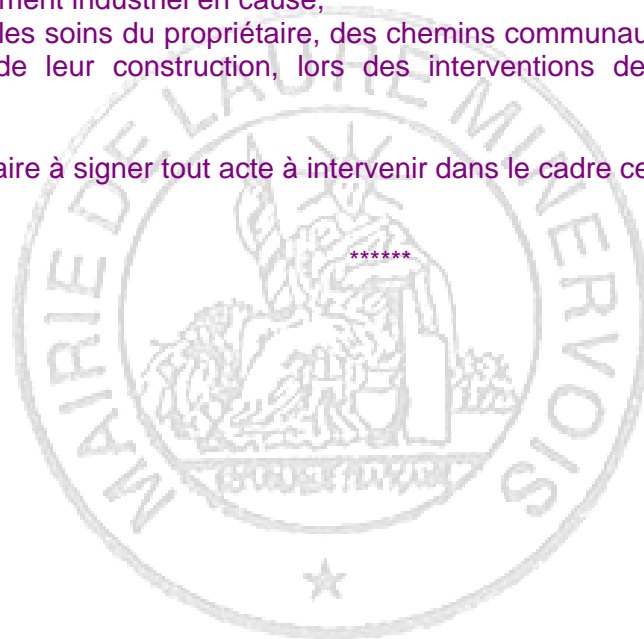 ment industriel en cause,
les soins du propriétaire, des chemins communau
de leur construction, lors des interventions de
aire à signer tout acte à intervenir dans le cadre ce
******
MAIRIE DE LAURE MINERVOIS